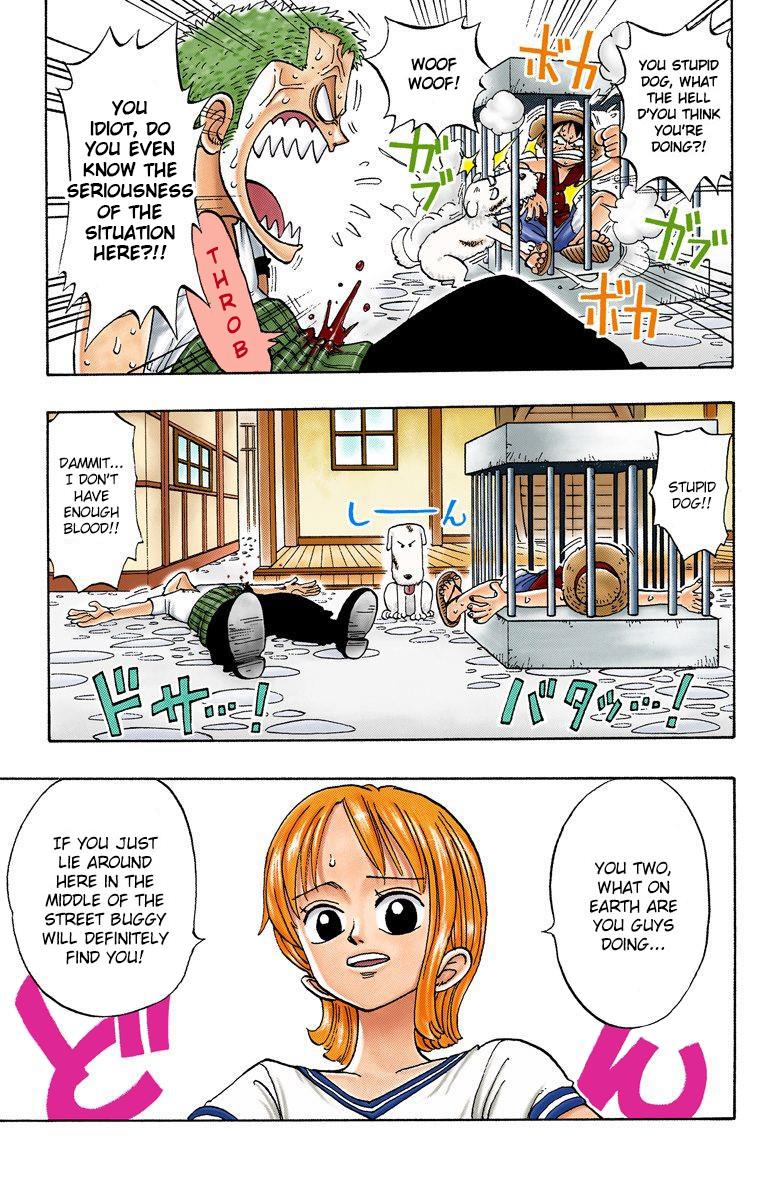 YOU STUPID
DOG, WHAT
THE HELL
D'YOU THINK
YOU'RE
DOING?!
ボカ
WOOF
WOOF!
ガブ
ガブ
ボカ
YOU
IDIOT, DO
YOU EVEN
KNOW THE
SERIOUSNESS
OF THE
SITUATION
HERE?!!
THROB
STUPID
DOG!!
しーん
DAMMIT...
I DON'T
HAVE
ENOUGH
BLOOD!!
バタッ…!
ドサ…!
YOU TWO,
WHAT ON
EARTH ARE
YOU GUYS
DOING...
IF YOU JUST
LIE AROUND
HERE IN THE
MIDDLE OF THE
STREET BUGGY
WILL DEFINITELY
FIND YOU!
どん